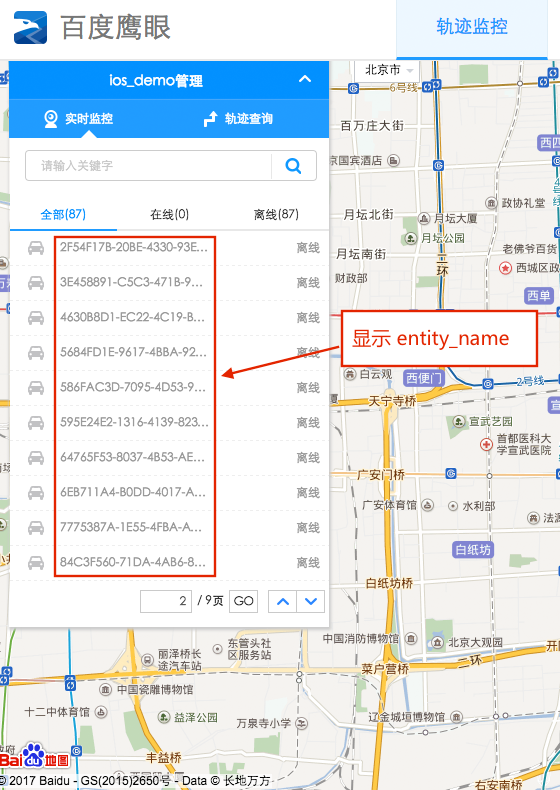 百度鹰眼
轨迹监控
ios_demo管理
实时监控
轨迹查询
请输入关键字
全部(87)
在线(0)
离线(87)
2F54F17B-20BE-4330-93E...
离线
3E458891-C5C3-471B-9...
离线
4630B8D1-EC22-4C19-B...
离线
5684FD1E-9617-4BBA-92...
离线
586FAC3D-7095-4D53-9...
离线
595E24E2-1316-4139-823...
离线
64765F53-8037-4B53-AE...
离线
6EB711A4-B0DD-4017-A...
离线
7775387A-1E55-4FBA-A...
离线
84C3F560-71DA-4AB6-8...
离线
2
/ 9页
GO
显示 entity_name
北京市
6号线
百万庄大街
京国宾酒店
西四
政协礼堂
月坛北街
月坛大厦
月坛公园
月坛南街
二环
老佛爷百货
西城区政
财政部
西单
白云观
西便门
2号线
天宁寺桥
宣武艺园
首都医科大
学宣武医院
广安门桥
广安体育馆
水利部
法源
白纸坊
白纸坊桥
中国消防博物馆
北京大观园
菜户营桥
二环
开阳
东管头社
区服务站
丽泽桥长
途汽车站
中国瓷雕博物馆
十二中体育馆
益泽公园
万泉寺小学
辽金城垣博物馆
丰益桥
右安南桥
Bai du 地图
© 2017 Baidu - GS(2015)2650号 - Data © 长地万方